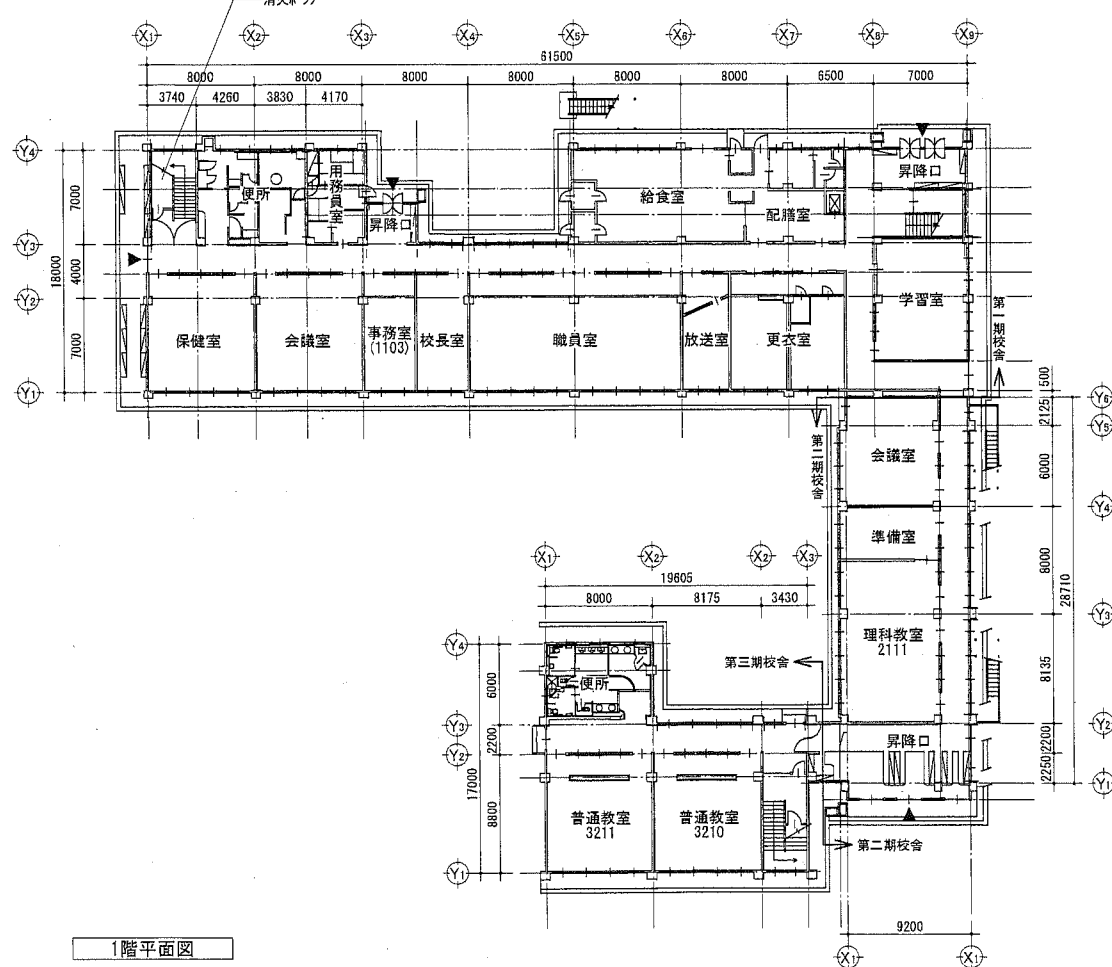 消火ポンプ
X1 X2 X3 X4 X5 X6 X7 X8 X9
61500
8000 8000 8000 8000 8000 8000 6500 7000
3740 4260 3830 4170
Y4
Y3
Y2
Y1
18000
7000
4000
7000
便所
用務員室
昇降口
給食室
配膳室
昇降口
保健室
会議室
事務室
(1103)
校長室
職員室
放送室
更衣室
学習室
第一期校舎
500
2125
6000
8000
8135
2200
2250
28710
Y6
Y5
Y4
Y3
Y2
Y1
第二期校舎
会議室
準備室
理科教室
2111
昇降口
X1 X2 X2 X3
19605
8000 8175 3430
第三期校舎
Y4
Y3
Y2
Y1
17000
6000
2200
8800
便所
普通教室
3211
普通教室
3210
第二期校舎
9200
X1 X1
1階平面図